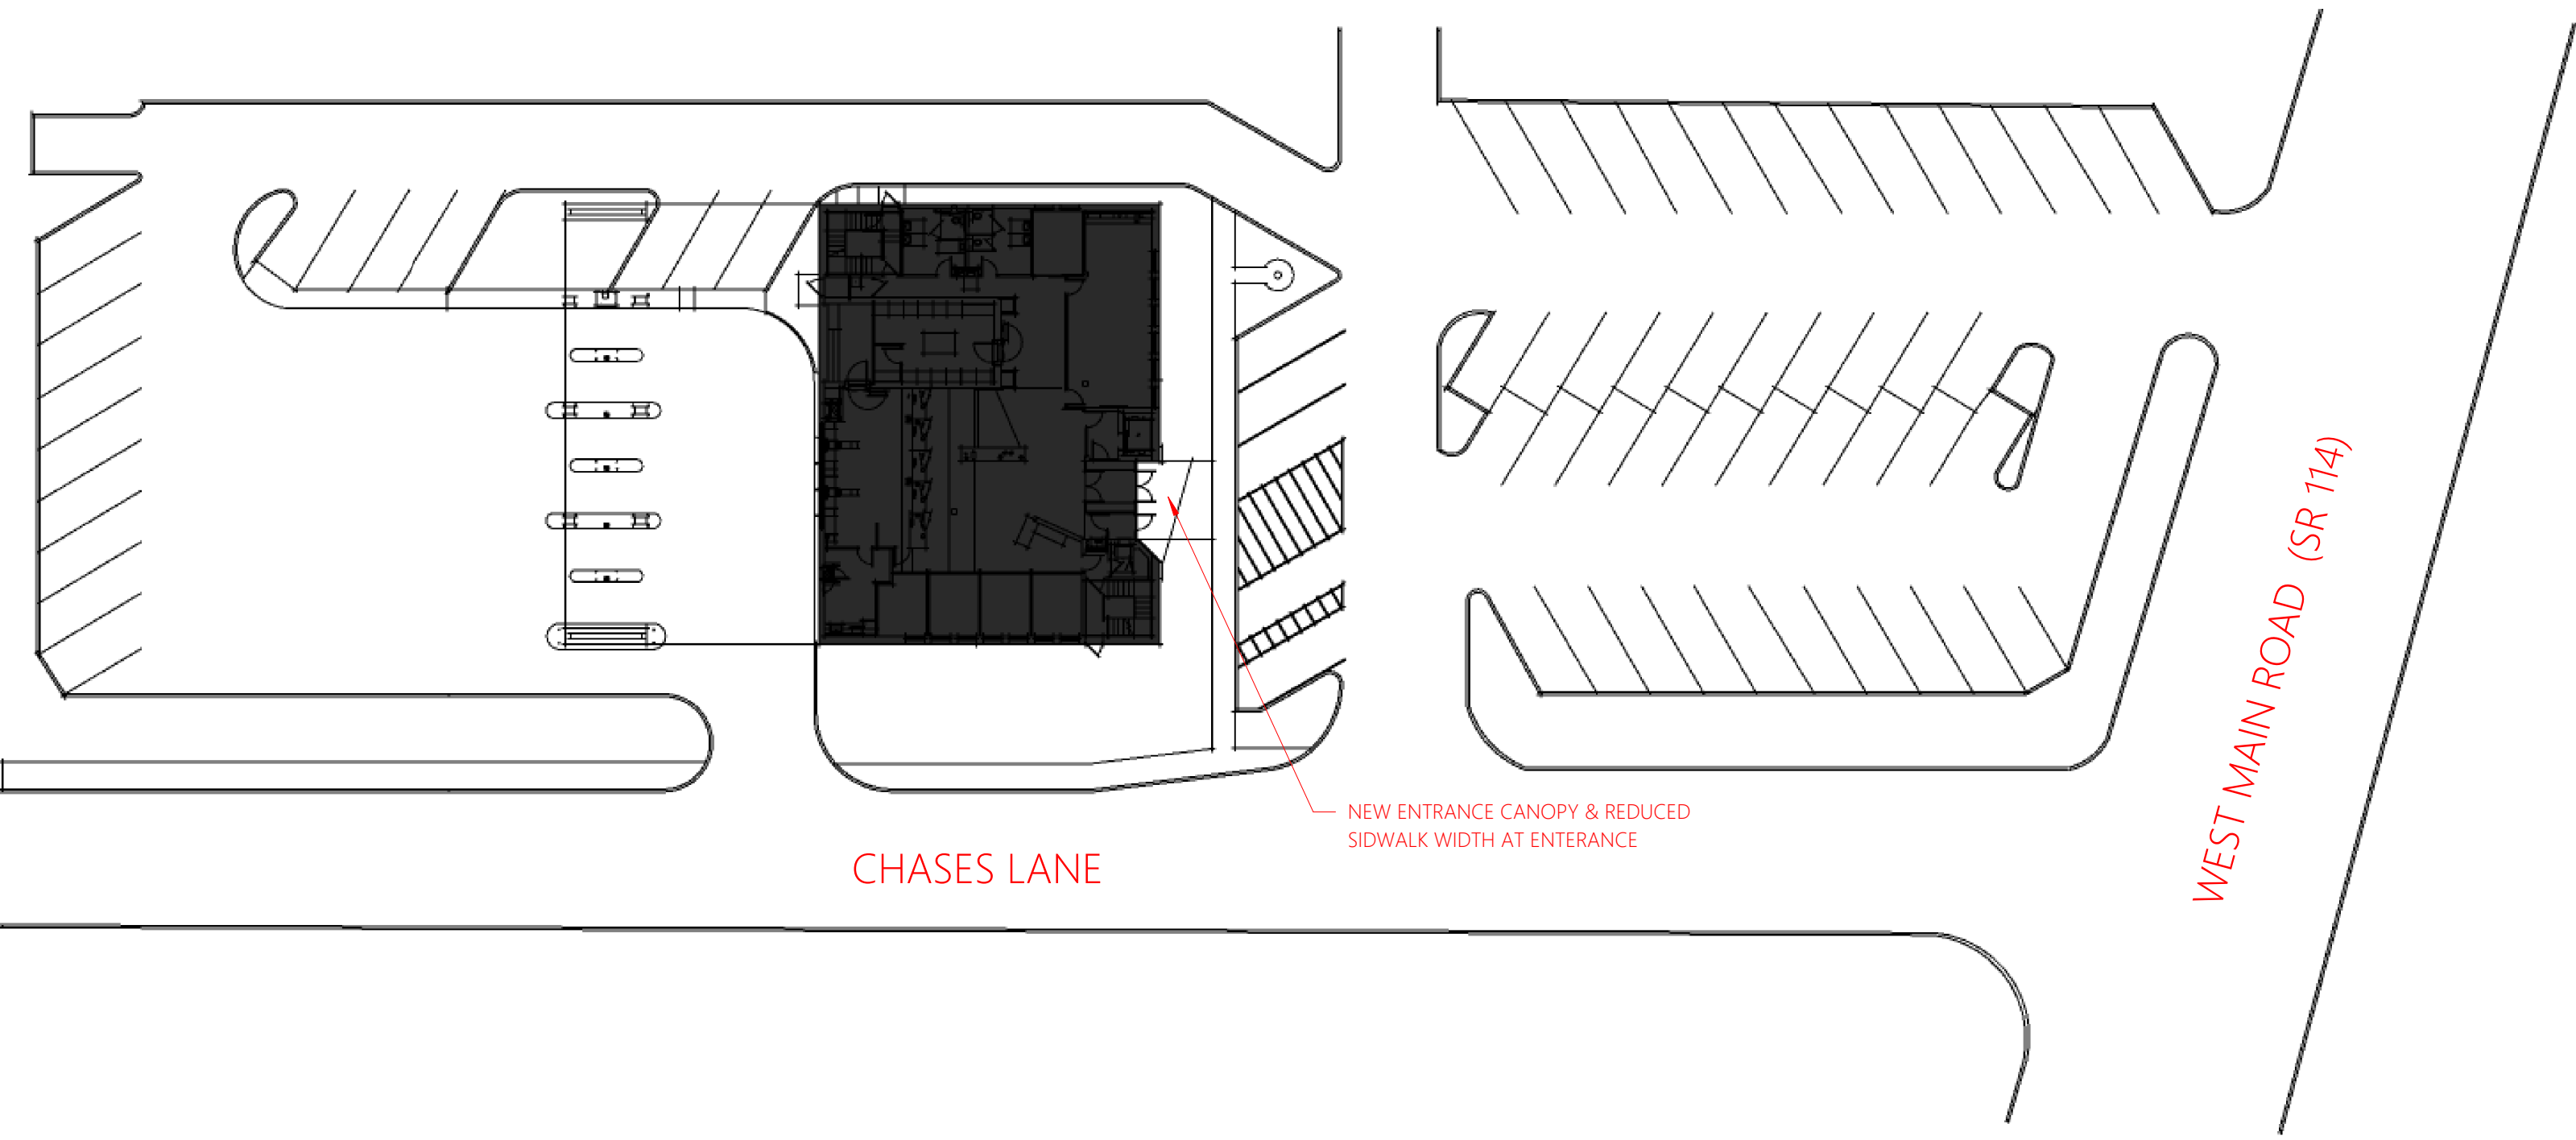 WEST MAIN ROAD (SR 114)
NEW ENTRANCE CANOPY & REDUCED
SIDWALK WIDTH AT ENTERANCE
CHASES LANE